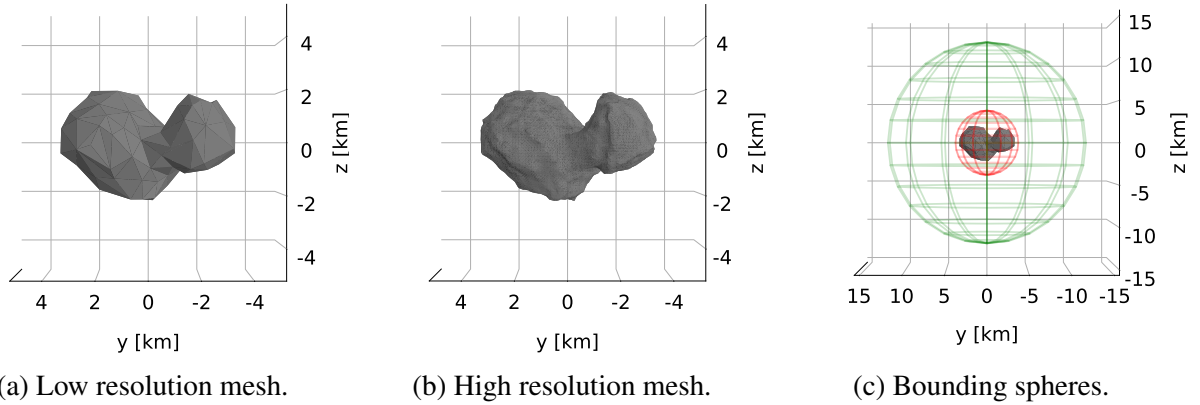 4
2
0
-2
-4
z [km]
4 2 0 -2 -4
y [km]
(a) Low resolution mesh.
4
2
0
-2
-4
z [km]
4 2 0 -2 -4
y [km]
(b) High resolution mesh.
15
10
5
0
-5
-10
-15
z [km]
15 10 5 0 -5 -10 -15
y [km]
(c) Bounding spheres.